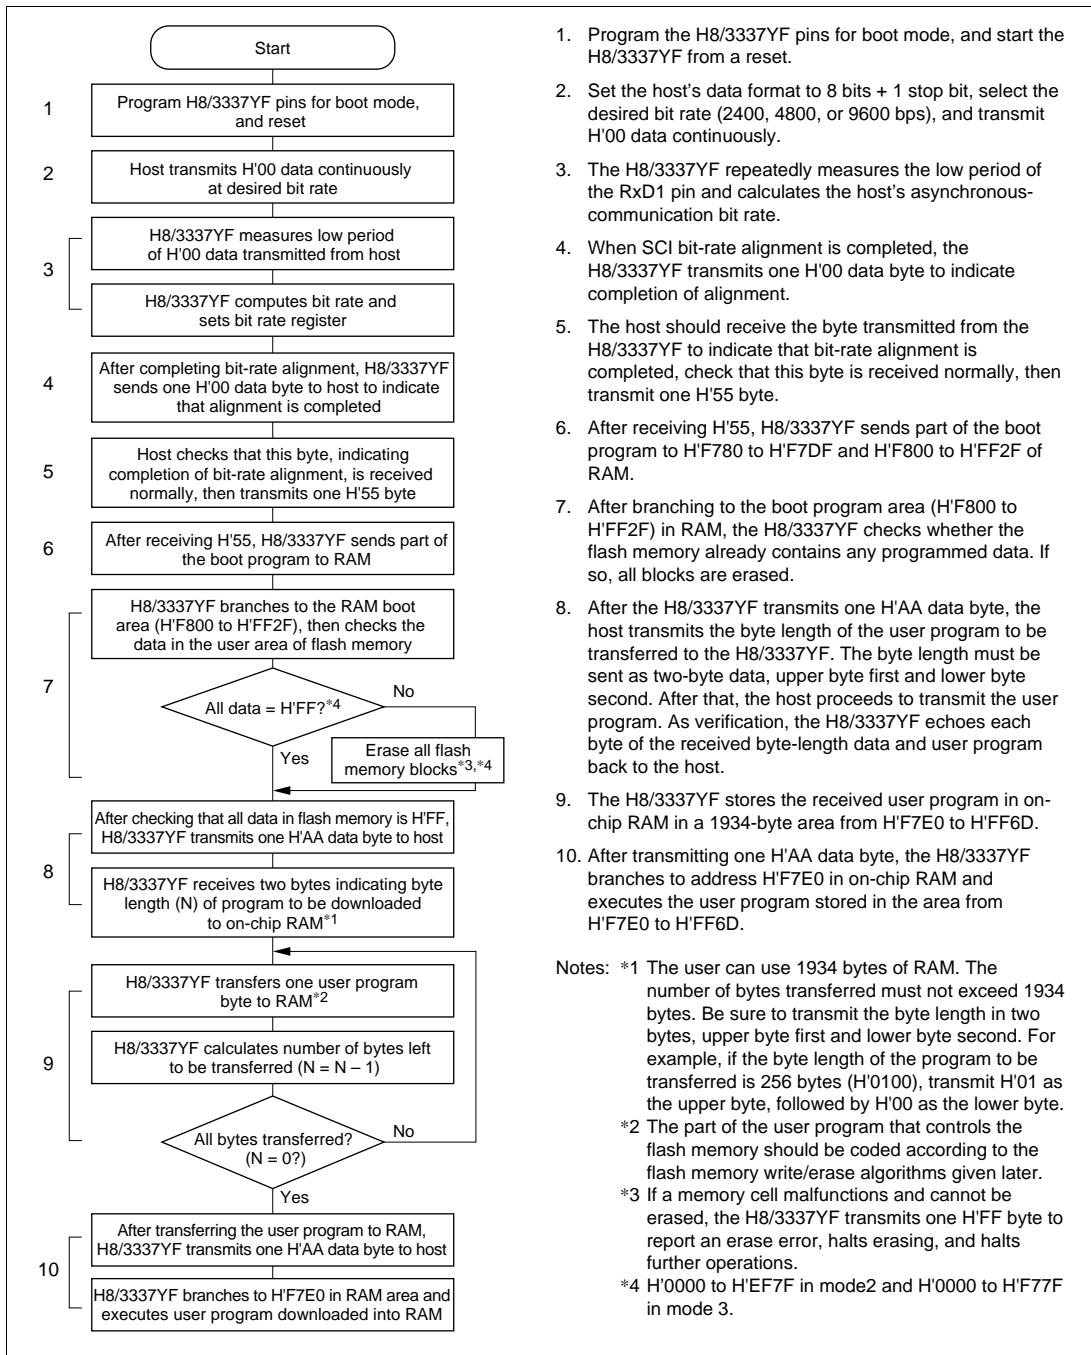 Start
1
Program H8/3337YF pins for boot mode,
and reset
2
Host transmits H'00 data continuously
at desired bit rate
3
H8/3337YF measures low period
of H'00 data transmitted from host
H8/3337YF computes bit rate and
sets bit rate register
4
After completing bit-rate alignment, H8/3337YF
sends one H'00 data byte to host to indicate
that alignment is completed
5
Host checks that this byte, indicating
completion of bit-rate alignment, is received
normally, then transmits one H'55 byte
6
After receiving H'55, H8/3337YF sends part of
the boot program to RAM
7
H8/3337YF branches to the RAM boot
area (H'F800 to H'FF2F), then checks the
data in the user area of flash memory
All data = H'FF?*4
No
Yes
Erase all flash
memory blocks*3,*4
8
After checking that all data in flash memory is H'FF,
H8/3337YF transmits one H'AA data byte to host
H8/3337YF receives two bytes indicating byte
length (N) of program to be downloaded
to on-chip RAM*1
9
H8/3337YF transfers one user program
byte to RAM*2
H8/3337YF calculates number of bytes left
to be transferred (N = N – 1)
All bytes transferred?
(N = 0?)
No
Yes
10
After transferring the user program to RAM,
H8/3337YF transmits one H'AA data byte to host
H8/3337YF branches to H'F7E0 in RAM area and
executes user program downloaded into RAM
1. Program the H8/3337YF pins for boot mode, and start the
H8/3337YF from a reset.
2. Set the host's data format to 8 bits + 1 stop bit, select the
desired bit rate (2400, 4800, or 9600 bps), and transmit
H'00 data continuously.
3. The H8/3337YF repeatedly measures the low period of
the RxD1 pin and calculates the host's asynchronous-
communication bit rate.
4. When SCI bit-rate alignment is completed, the
H8/3337YF transmits one H'00 data byte to indicate
completion of alignment.
5. The host should receive the byte transmitted from the
H8/3337YF to indicate that bit-rate alignment is
completed, check that this byte is received normally, then
transmit one H'55 byte.
6. After receiving H'55, H8/3337YF sends part of the boot
program to H'F780 to H'F7DF and H'F800 to H'FF2F of
RAM.
7. After branching to the boot program area (H'F800 to
H'FF2F) in RAM, the H8/3337YF checks whether the
flash memory already contains any programmed data. If
so, all blocks are erased.
8. After the H8/3337YF transmits one H'AA data byte, the
host transmits the byte length of the user program to be
transferred to the H8/3337YF. The byte length must be
sent as two-byte data, upper byte first and lower byte
second. After that, the host proceeds to transmit the user
program. As verification, the H8/3337YF echoes each
byte of the received byte-length data and user program
back to the host.
9. The H8/3337YF stores the received user program in on-
chip RAM in a 1934-byte area from H'F7E0 to H'FF6D.
10. After transmitting one H'AA data byte, the H8/3337YF
branches to address H'F7E0 in on-chip RAM and
executes the user program stored in the area from
H'F7E0 to H'FF6D.
Notes: *1 The user can use 1934 bytes of RAM. The
number of bytes transferred must not exceed 1934
bytes. Be sure to transmit the byte length in two
bytes, upper byte first and lower byte second. For
example, if the byte length of the program to be
transferred is 256 bytes (H'0100), transmit H'01 as
the upper byte, followed by H'00 as the lower byte.
*2 The part of the user program that controls the
flash memory should be coded according to the
flash memory write/erase algorithms given later.
*3 If a memory cell malfunctions and cannot be
erased, the H8/3337YF transmits one H'FF byte to
report an erase error, halts erasing, and halts
further operations.
*4 H'0000 to H'EF7F in mode2 and H'0000 to H'F77F
in mode 3.